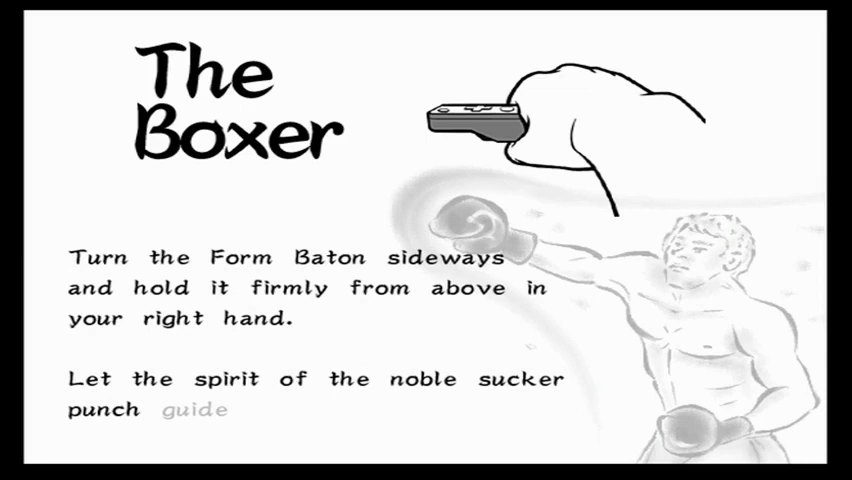 The
Boxer
Turn the Form Baton sideways
and hold it firmly from above in
your right hand.
Let the spirit of the noble sucker
punch guide